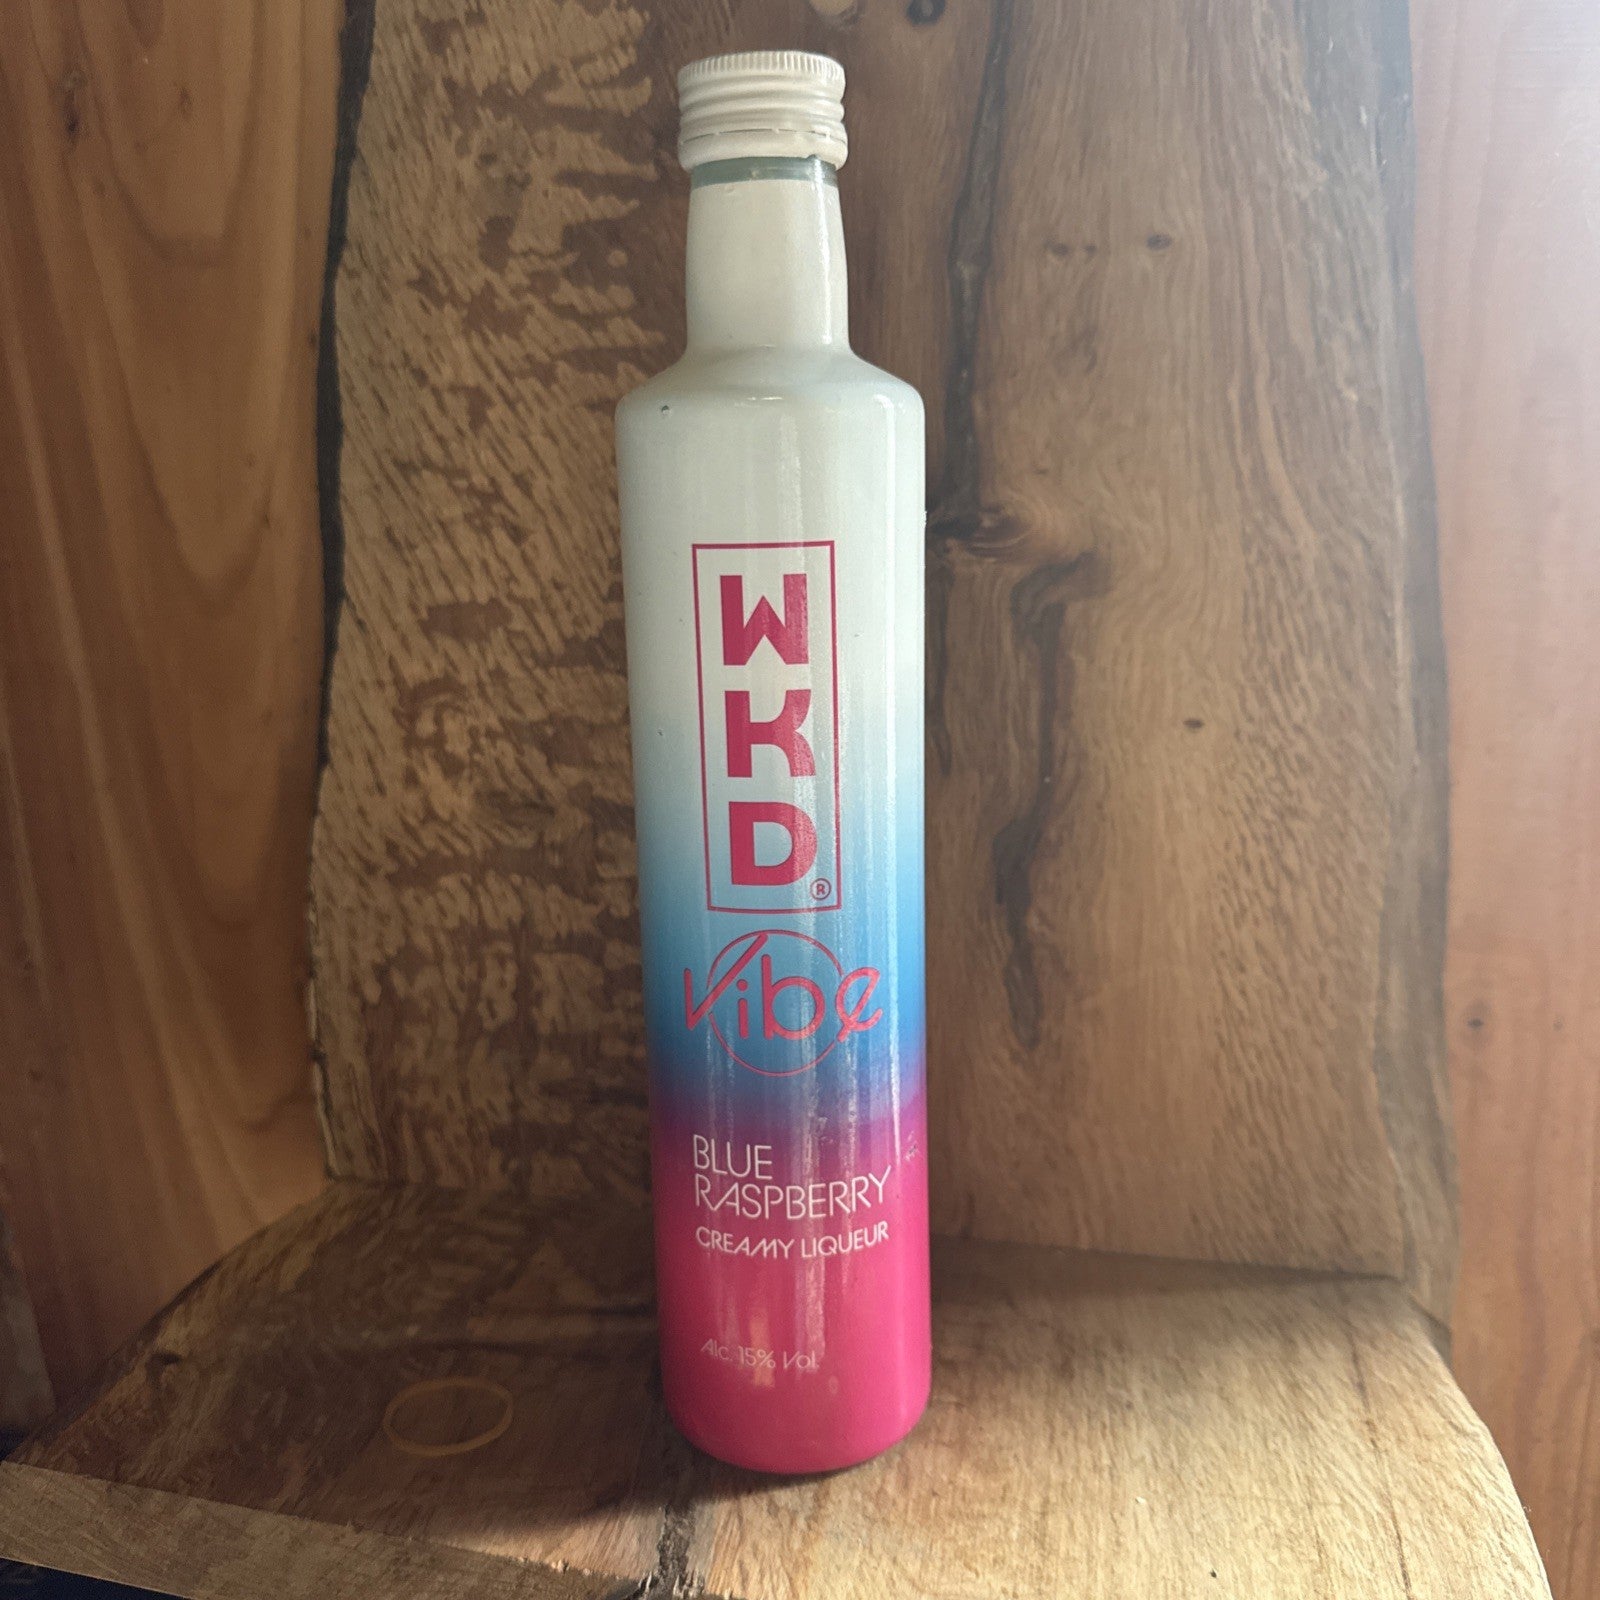 W
K
D
®
Vibe
BLUE
RASPBERRY
CREAMY LIQUEUR
Alc. 15% Vol.